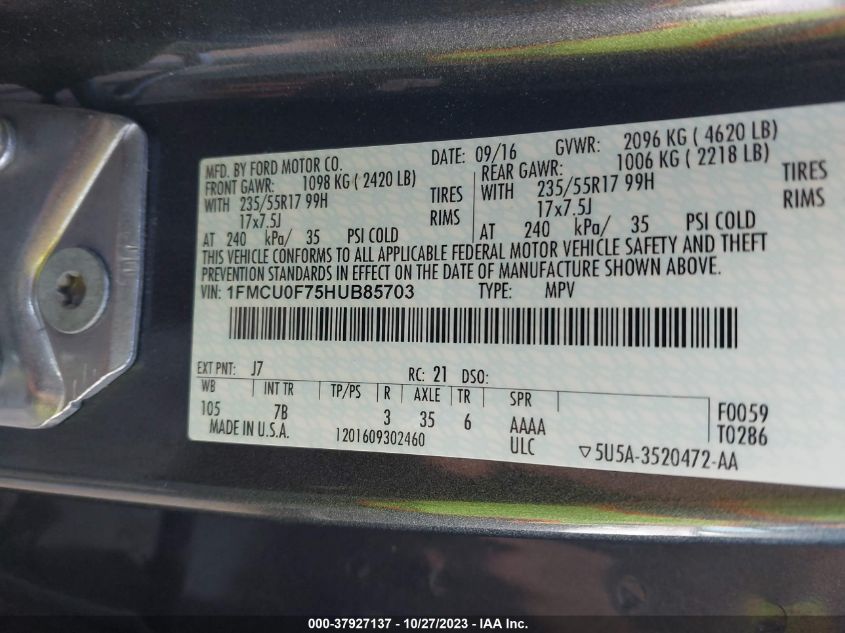 MFD. BY FORD MOTOR CO. DATE: 09/16 GVWR: 2096 KG ( 4620 LB)
FRONT GAWR: 1098 KG ( 2420 LB) REAR GAWR: 1006 KG ( 2218 LB)
WITH 235/55R17 99H TIRES WITH 235/55R17 99H TIRES
17x7.5J RIMS 17x7.5J RIMS
AT 240 kPa/ 35 PSI COLD AT 240 kPa/ 35 PSI COLD
THIS VEHICLE CONFORMS TO ALL APPLICABLE FEDERAL MOTOR VEHICLE SAFETY AND THEFT
PREVENTION STANDARDS IN EFFECT ON THE DATE OF MANUFACTURE SHOWN ABOVE.
VIN: 1FMCU0F75HUB85703 TYPE: MPV
EXT PNT: J7 RC: 21 DSO:
WB INT TR TP/PS R AXLE TR SPR
105 7B 3 35 6 AAAA F0059
MADE IN U.S.A. 1201609302460 ULC T0286
▽5U5A-3520472-AA
000-37927137 - 10/27/2023 - IAA Inc.